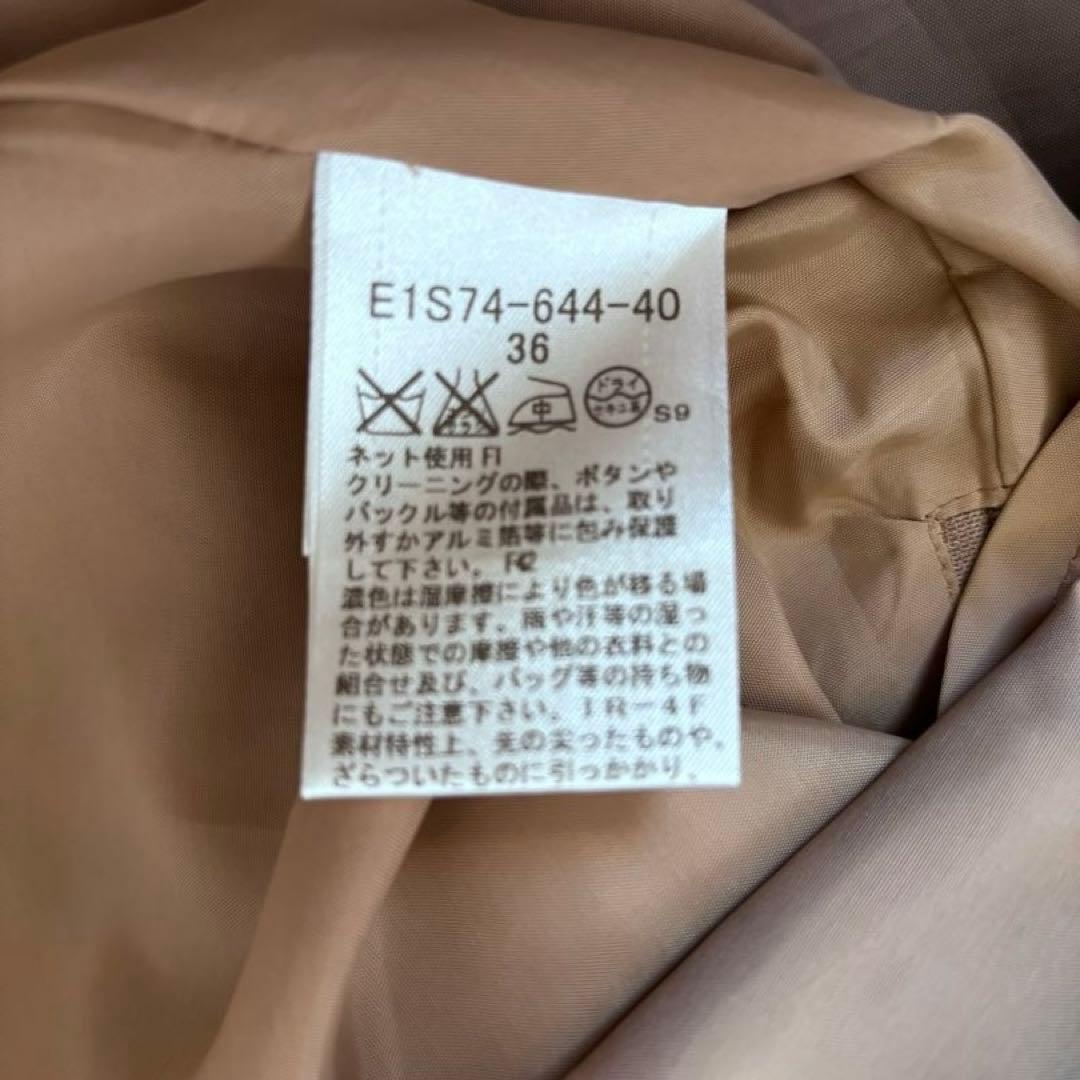 E1S74-644-40
36
中
ドライ
セキユ系
S9
ネット使用 FI
クリーニングの際、ボタンや
バックル等の付属品は、取り
外すかアルミ箔等に包み保護
して下さい。
濃色は湿摩擦により色が移る場
合があります。雨や汗等の湿っ
た状態での摩擦や他の衣料との
組合せ及び、バッグ等の持ち物
にもご注意下さい。IR-4F
素材特性上、先の尖ったものや、
ざらついたものに引っかかり、